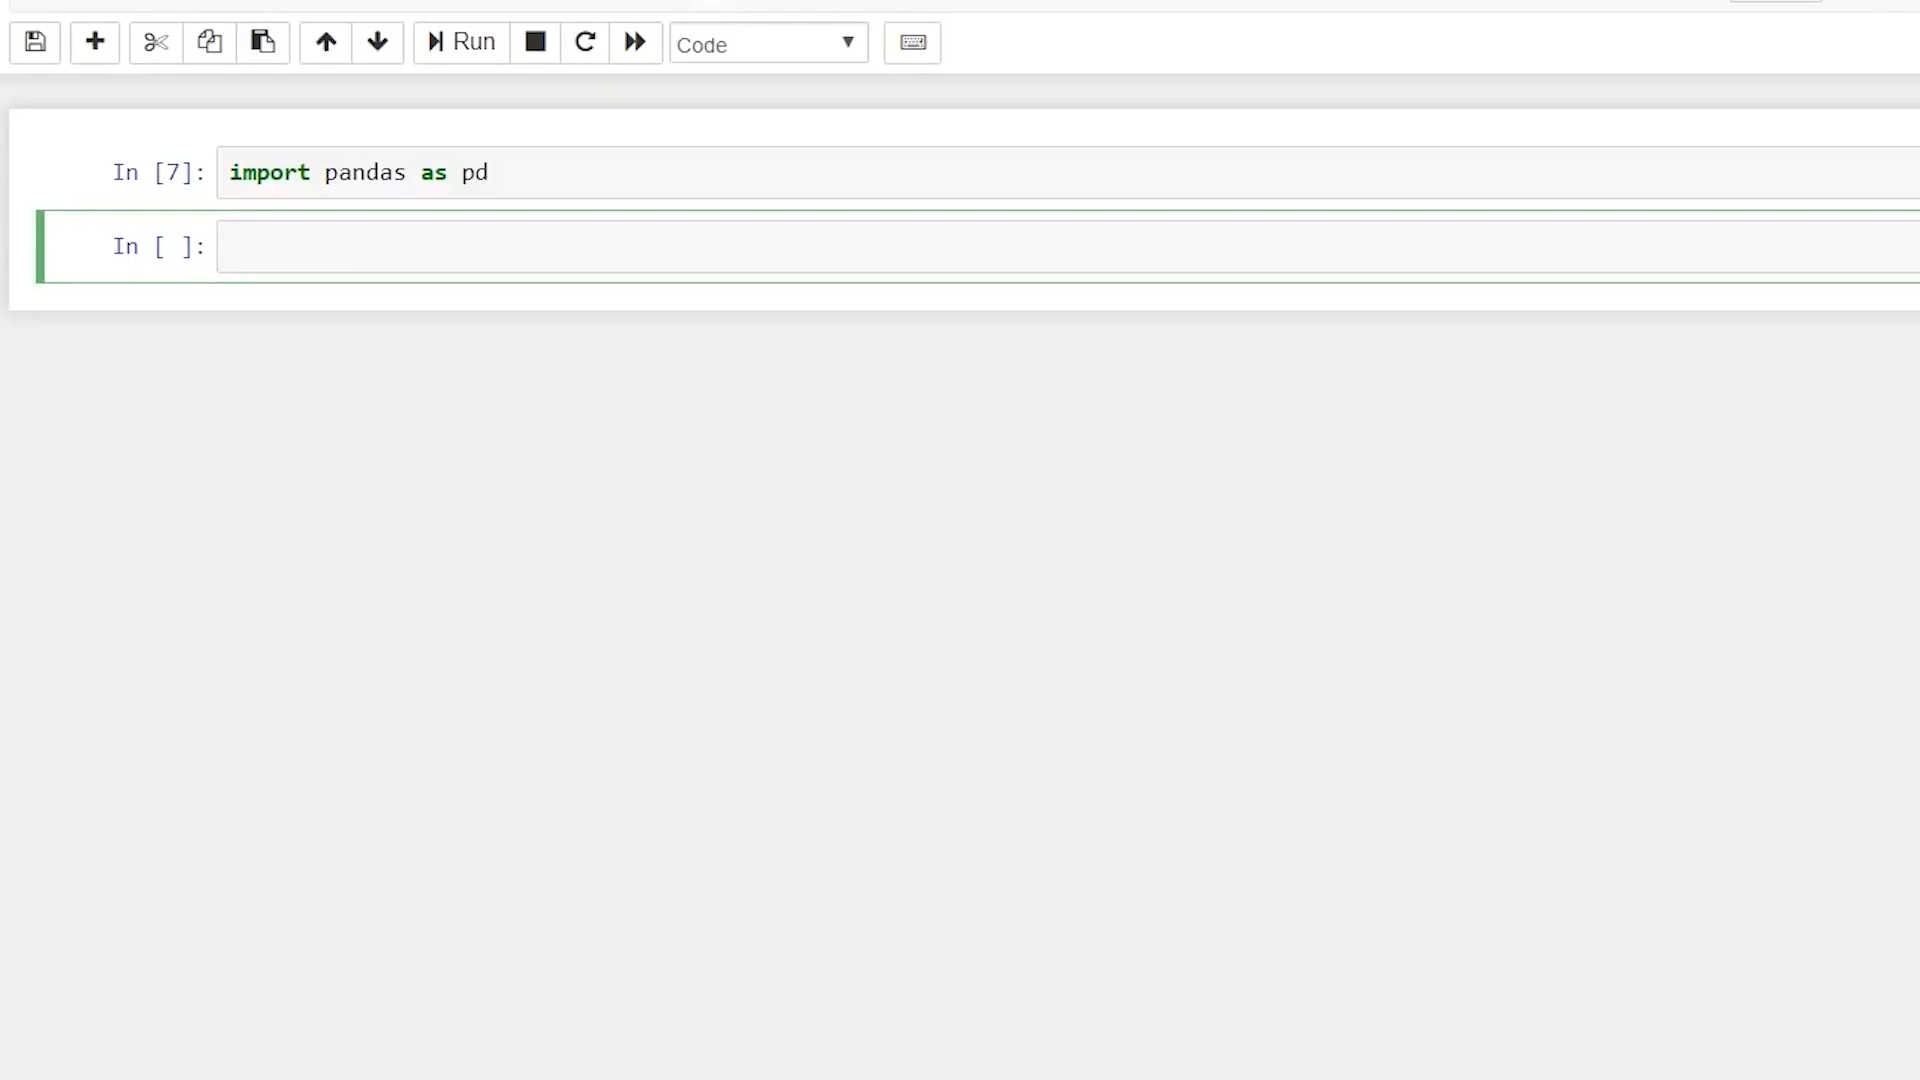 Run
Code
In [7]: import pandas as pd
In [ ]: